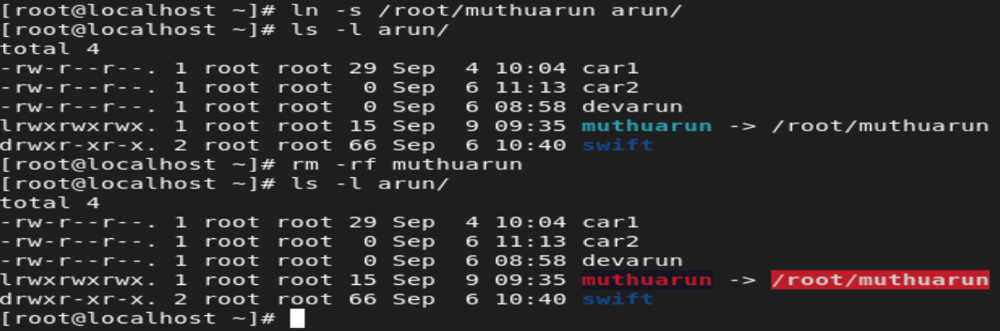 [root@localhost ~]# ln -s /root/muthuarun arun/
[root@localhost ~]# ls -l arun/
total 4
-rw-r--r--. 1 root root 29 Sep  4 10:04 car1
-rw-r--r--. 1 root root  0 Sep  6 11:13 car2
-rw-r--r--. 1 root root  0 Sep  6 08:58 devarun
lrwxrwxrwx. 1 root root 15 Sep  9 09:35 muthuarun -> /root/muthuarun
drwxr-xr-x. 2 root root 66 Sep  6 10:40 swift
[root@localhost ~]# rm -rf muthuarun
[root@localhost ~]# ls -l arun/
total 4
-rw-r--r--. 1 root root 29 Sep  4 10:04 car1
-rw-r--r--. 1 root root  0 Sep  6 11:13 car2
-rw-r--r--. 1 root root  0 Sep  6 08:58 devarun
lrwxrwxrwx. 1 root root 15 Sep  9 09:35 muthuarun -> /root/muthuarun
drwxr-xr-x. 2 root root 66 Sep  6 10:40 swift
[root@localhost ~]#